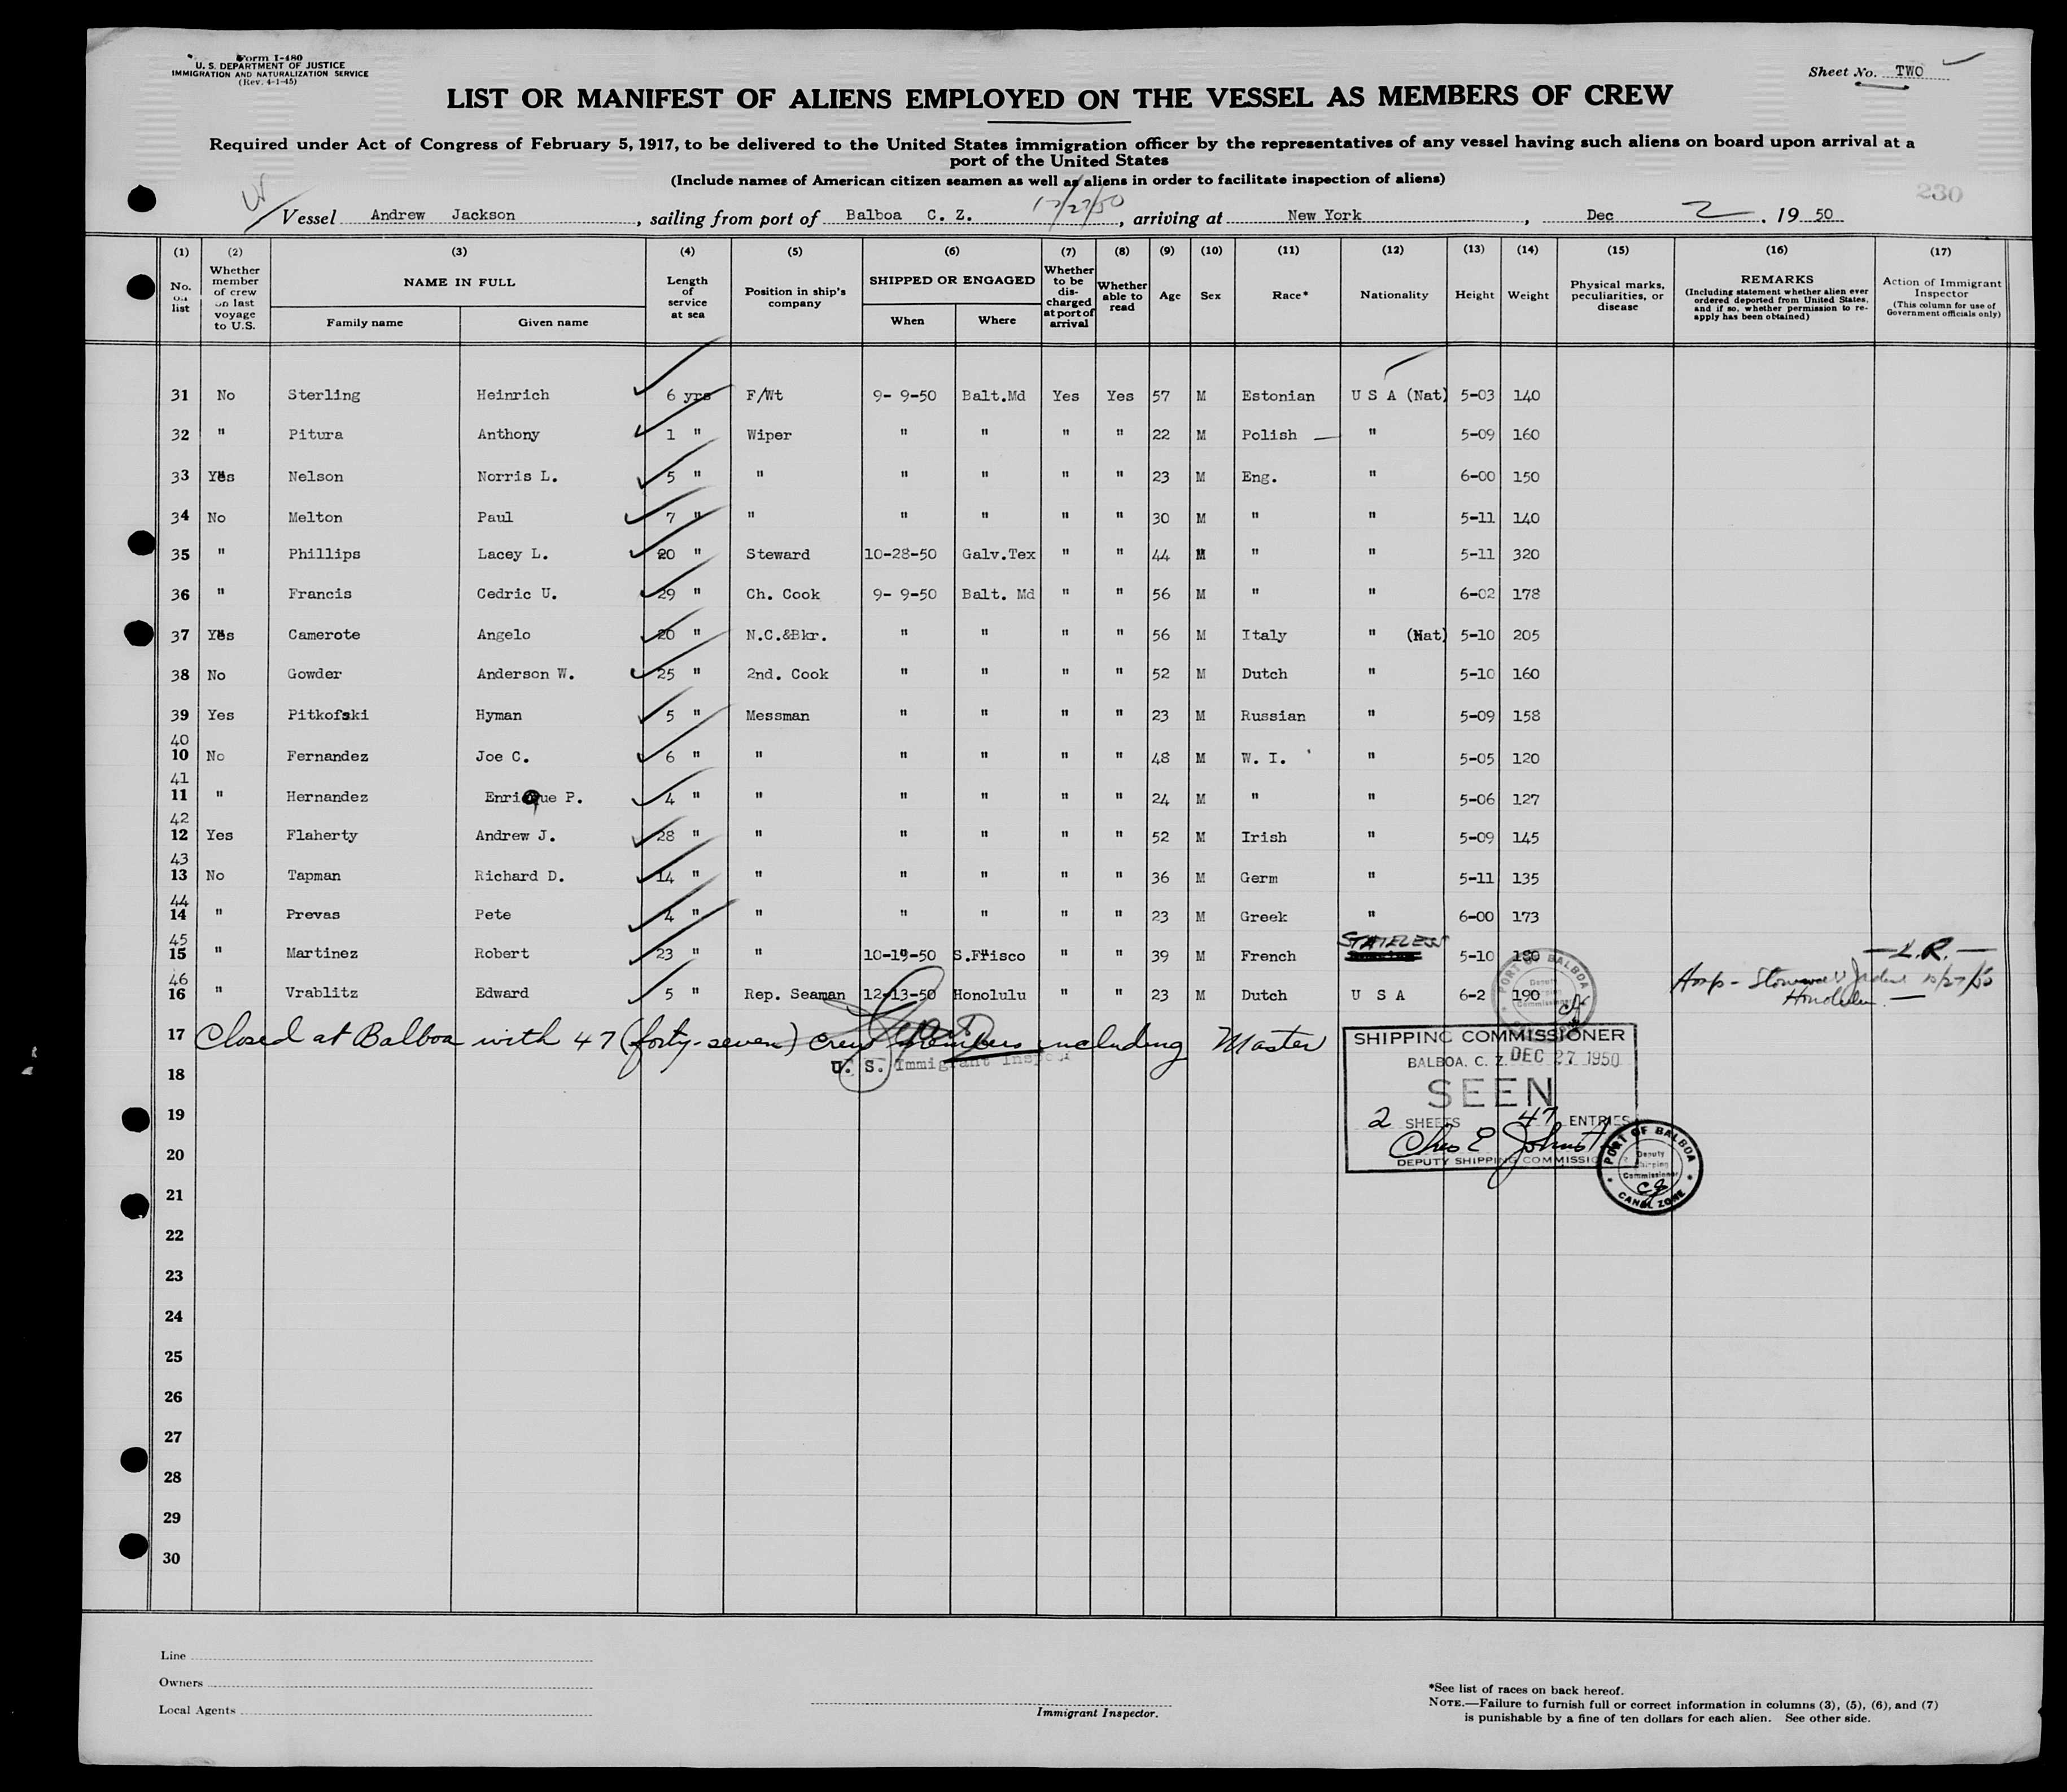 Form I-480
U. S. DEPARTMENT OF JUSTICE
IMMIGRATION AND NATURALIZATION SERVICE
(Rev. 4-1-45)
Sheet No. TWO
LIST OR MANIFEST OF ALIENS EMPLOYED ON THE VESSEL AS MEMBERS OF CREW
Required under Act of Congress of February 5, 1917, to be delivered to the United States immigration officer by the representatives of any vessel having such aliens on board upon arrival at a
port of the United States
(Include names of American citizen seamen as well as aliens in order to facilitate inspection of aliens)
230
12/27/50
Vessel Andrew Jackson, sailing from port of Balboa C. Z., arriving at New York, Dec 2, 19 50
(1) (2) (3) (4) (5) (6) (7) (8) (9) (10) (11) (12) (13) (14) (15) (16) (17)
No. on list
Whether member of crew on last voyage to U.S.
NAME IN FULL
Family name
Given name
Length of service at sea
Position in ship's company
SHIPPED OR ENGAGED
When
Where
Whether to be discharged at port of arrival
Whether able to read
Age
Sex
Race*
Nationality
Height
Weight
Physical marks, peculiarities, or disease
REMARKS
(Including statement whether alien ever ordered deported from United States, and if so, whether permission to re-apply has been obtained)
Action of Immigrant Inspector
(This column for use of Government officials only)
31 No Sterling Heinrich 6 yrs F/Wt 9- 9-50 Balt.Md Yes Yes 57 M Estonian U S A (Nat) 5-03 140
32 " Pitura Anthony 1 " Wiper " " " " 22 M Polish " 5-09 160
33 Yes Nelson Norris L. 5 " " " " " " 23 M Eng. " 6-00 150
34 No Melton Paul 7 " " " " " " 30 M " " 5-11 140
35 " Phillips Lacey L. 20 " Steward 10-28-50 Galv.Tex " " 44 M " " 5-11 320
36 " Francis Cedric U. 29 " Ch. Cook 9- 9-50 Balt. Md " " 56 M " " 6-02 178
37 Yes Camerote Angelo 20 " N.C.&Bkr. " " " " 56 M Italy " (Nat) 5-10 205
38 No Gowder Anderson W. 25 " 2nd. Cook " " " " 52 M Dutch " 5-10 160
39 Yes Pitkofski Hyman 5 " Messman " " " " 23 M Russian " 5-09 158
40
10 No Fernandez Joe C. 6 " " " " " " 48 M W. I. " 5-05 120
41
11 " Hernandez Enrique P. 4 " " " " " " 24 M " " 5-06 127
42
12 Yes Flaherty Andrew J. 28 " " " " " " 52 M Irish " 5-09 145
43
13 No Tapman Richard D. 14 " " " " " " 36 M Germ " 5-11 135
44
14 " Prevas Pete 4 " " " " " " 23 M Greek " 6-00 173
45
15 " Martinez Robert 23 " " 10-19-50 S.Frisco " " 39 M French STATELESS 5-10 180 L.R.
46
16 " Vrablitz Edward 5 " Rep. Seaman 12-13-50 Honolulu " " 23 M Dutch U S A 6-2 190 Honolulu 12/27/50
17 Closed at Balboa with 47 (forty-seven) crew members including Master
U. S. Immigrant Inspector
PORT OF BALBOA
Deputy Shipping Commissioner
SHIPPING COMMISSIONER
BALBOA, C. Z. DEC 27 1950
SEEN
2 SHEETS 47 ENTRIES
Chas E Johnst
DEPUTY SHIPPING COMMISSI
PORT OF BALBOA
Deputy Shipping Commissioner
CANAL ZONE
18
19
20
21
22
23
24
25
26
27
28
29
30
Line
Owners
Local Agents
Immigrant Inspector.
*See list of races on back hereof.
NOTE.—Failure to furnish full or correct information in columns (3), (5), (6), and (7)
is punishable by a fine of ten dollars for each alien. See other side.